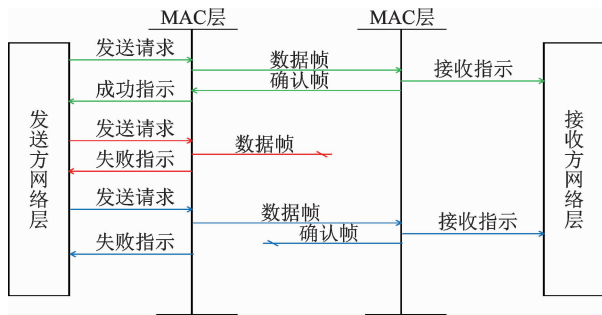 MAC层
MAC层
发送请求
数据帧
接收指示
确认帧
成功指示
发送请求
数据帧
失败指示
发送请求
数据帧
接收指示
确认帧
失败指示
发送方网络层
接收方网络层